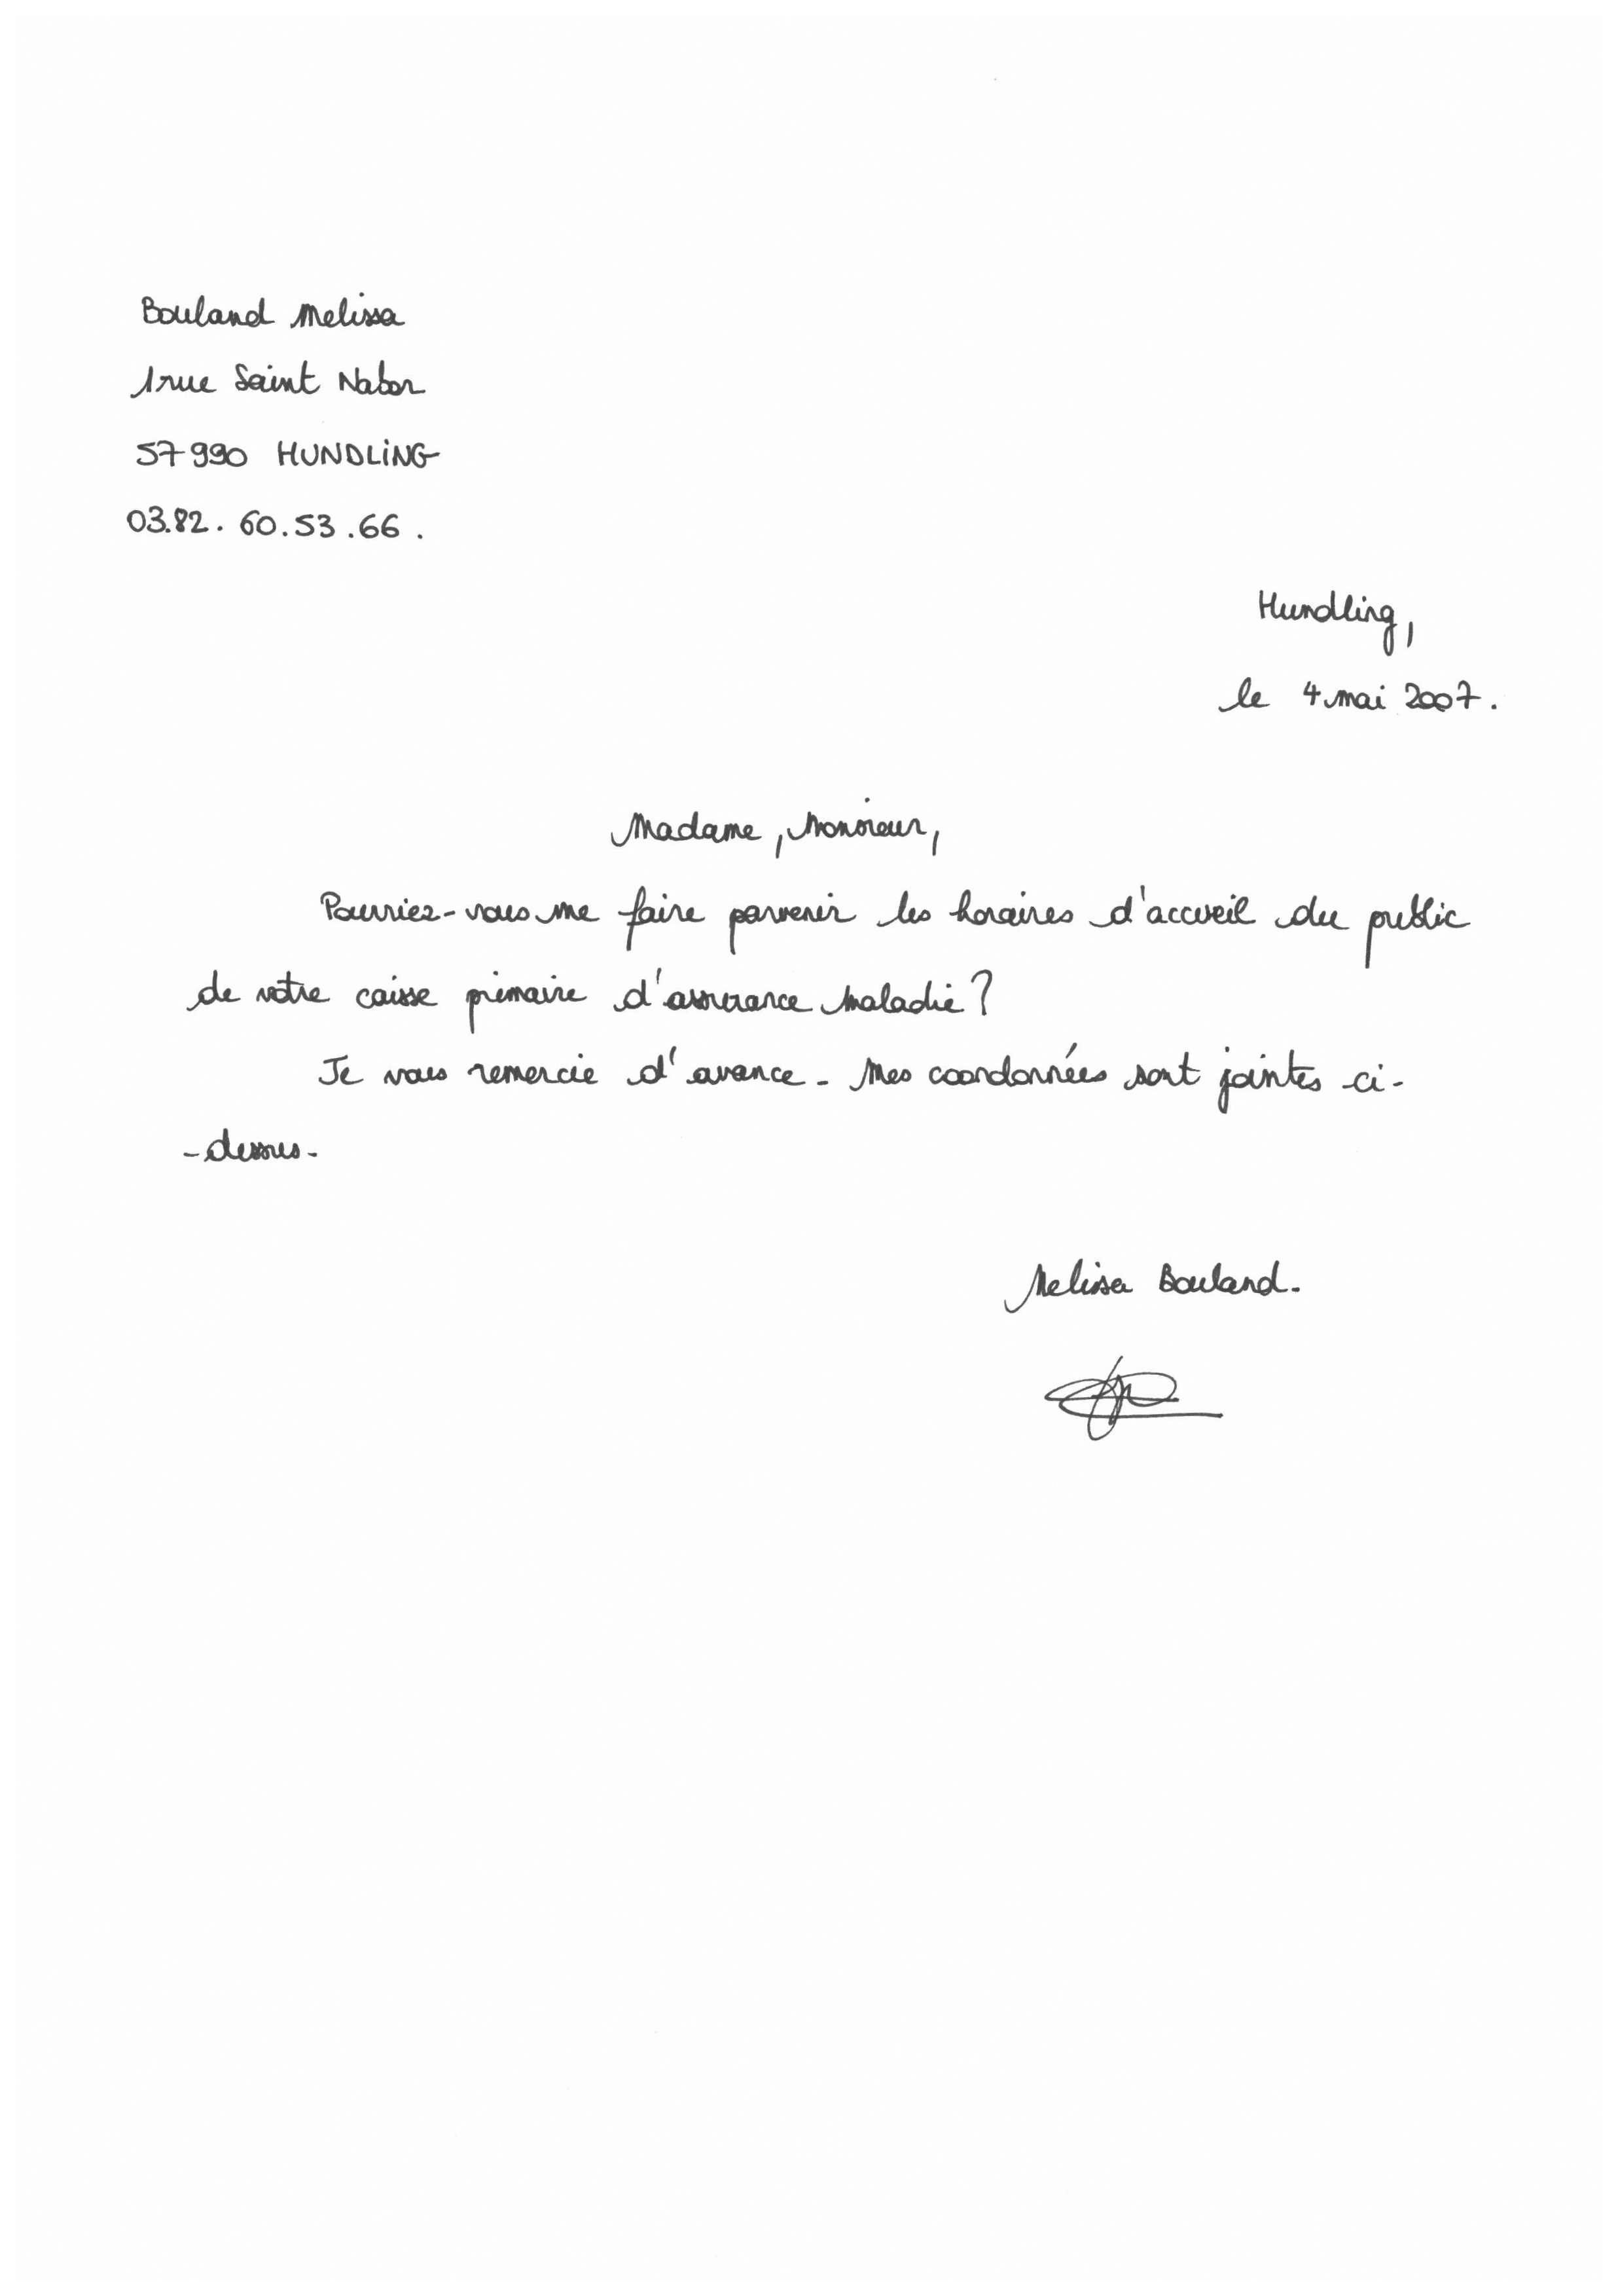 Bouland Melissa
1 rue Saint Nabor
57990 HUNDLiNG
03.82.60.53.66.
Hundling,
le 4 mai 2007.
Madame, Monsieur,
Pourriez-vous me faire parvenir les horaires d'accueil du public
de votre caisse primaire d'assurance maladie ?
Je vous remercie d'avance. Mes coordonnées sont jointes ci-
-dessus.
Melissa Bouland.